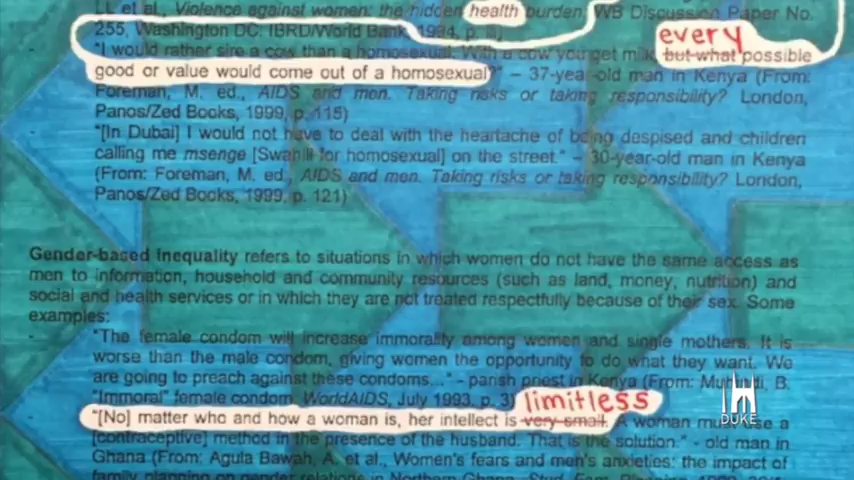 LL et al., Violence against women: the hidden health burden; WB Discussion Paper No.
255, Washington DC: IBRD/World Bank, 1994, p.
every
"I would rather sire a cow than a homosexual. With a cow you get milk, but what possible
good or value would come out of a homosexual?" – 37-year-old man in Kenya (From:
Foreman, M. ed., AIDS and men. Taking risks or taking responsibility? London,
Panos/Zed Books, 1999, p. 115)
"[In Dubai] I would not have to deal with the heartache of being despised and children
calling me msenge [Swahili for homosexual] on the street." – 30-year-old man in Kenya
(From: Foreman, M. ed., AIDS and men. Taking risks or taking responsibility? London,
Panos/Zed Books, 1999, p. 121)
Gender-based Inequality refers to situations in which women do not have the same access as
men to information, household and community resources (such as land, money, nutrition) and
social and health services or in which they are not treated respectfully because of their sex. Some
examples:
- "The female condom will increase immorality among women and single mothers. It is
worse than the male condom, giving women the opportunity to do what they want. We
are going to preach against these condoms..." - parish priest in Kenya (From: B.
"Immoral" female condom. WorldAIDS, July 1993, p. 3)
limitless
"[No] matter who and how a woman is, her intellect is very small. A woman must use a
[contraceptive] method in the presence of the husband. That is the solution." - old man in
Ghana (From: Agula Bawah, A. et al., Women's fears and men's anxieties: the impact of
family planning on gender relations in Northern Ghana, Stud. Fam. Planning
DUKE